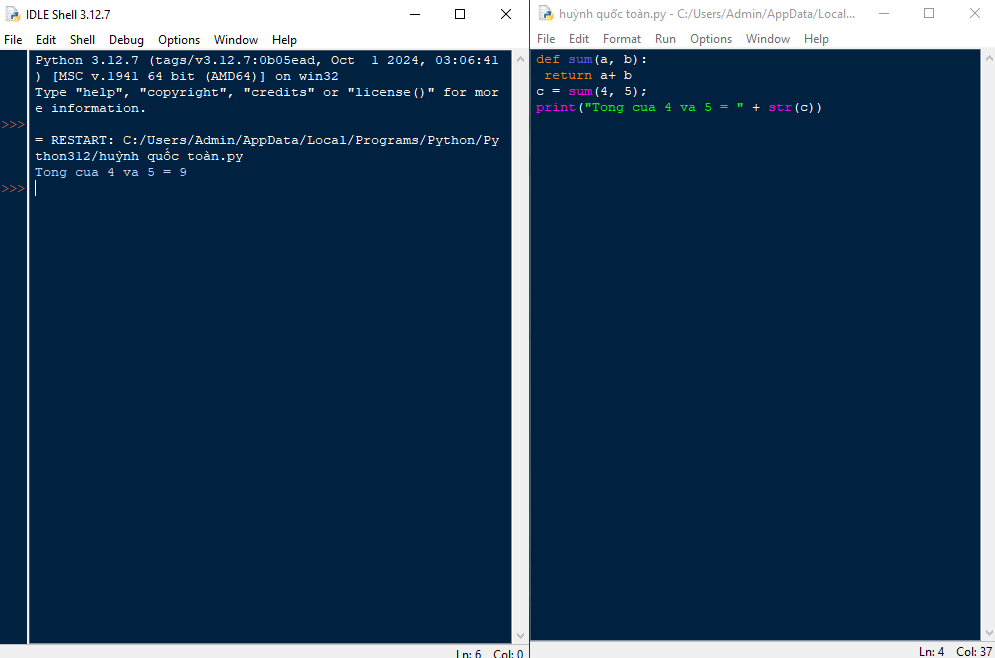 IDLE Shell 3.12.7
File Edit Shell Debug Options Window Help
Python 3.12.7 (tags/v3.12.7:0b05ead, Oct  1 2024, 03:06:41
) [MSC v.1941 64 bit (AMD64)] on win32
Type "help", "copyright", "credits" or "license()" for mor
e information.
>>>
= RESTART: C:/Users/Admin/AppData/Local/Programs/Python/Py
thon312/huỳnh quốc toàn.py
Tong cua 4 va 5 = 9
>>>
Ln: 6 Col: 0
huỳnh quốc toàn.py - C:/Users/Admin/AppData/Local...
File Edit Format Run Options Window Help
def sum(a, b):
 return a+ b
c = sum(4, 5);
print("Tong cua 4 va 5 = " + str(c))
Ln: 4 Col: 37